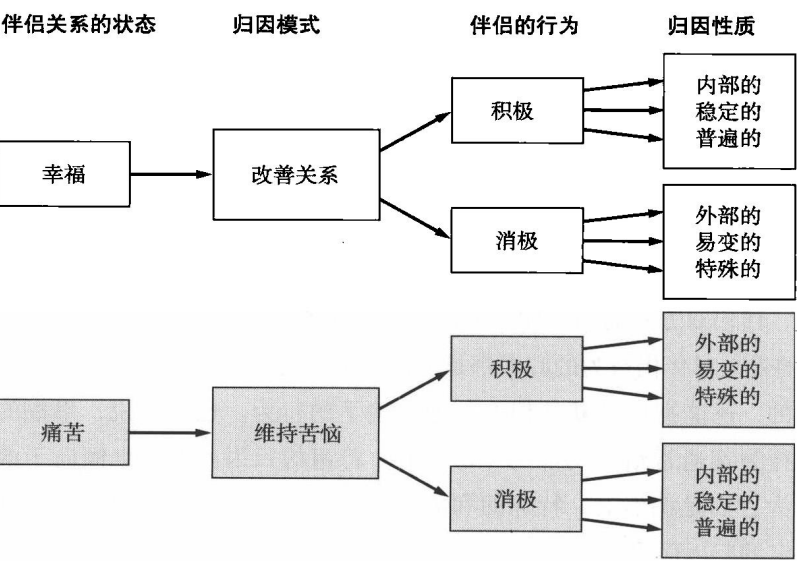 伴侣关系的状态 归因模式 伴侣的行为 归因性质
幸福
改善关系
积极
内部的
稳定的
普遍的
消极
外部的
易变的
特殊的
痛苦
维持苦恼
积极
外部的
易变的
特殊的
消极
内部的
稳定的
普遍的